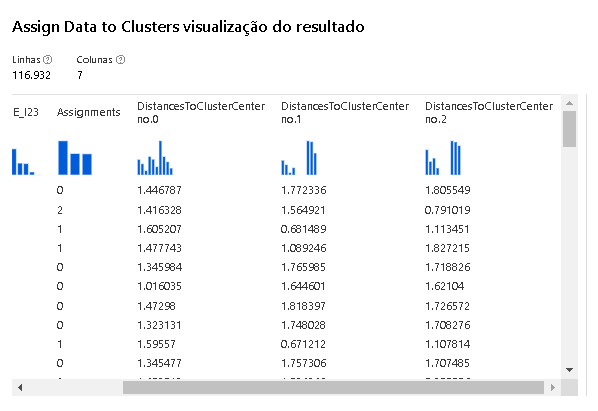 Assign Data to Clusters visualização do resultado
Linhas Colunas
116.932 7
E_I23 Assignments DistancesToClusterCenter no.0 DistancesToClusterCenter no.1 DistancesToClusterCenter no.2
0 1.446787 1.772336 1.805549
2 1.416328 1.564921 0.791019
1 1.605207 0.681489 1.113451
1 1.477743 1.089246 1.827215
0 1.345984 1.765985 1.718826
0 1.016035 1.644601 1.62104
0 1.47298 1.818397 1.726572
0 1.323131 1.748028 1.708276
1 1.59557 0.671212 1.107814
0 1.345477 1.757306 1.707485